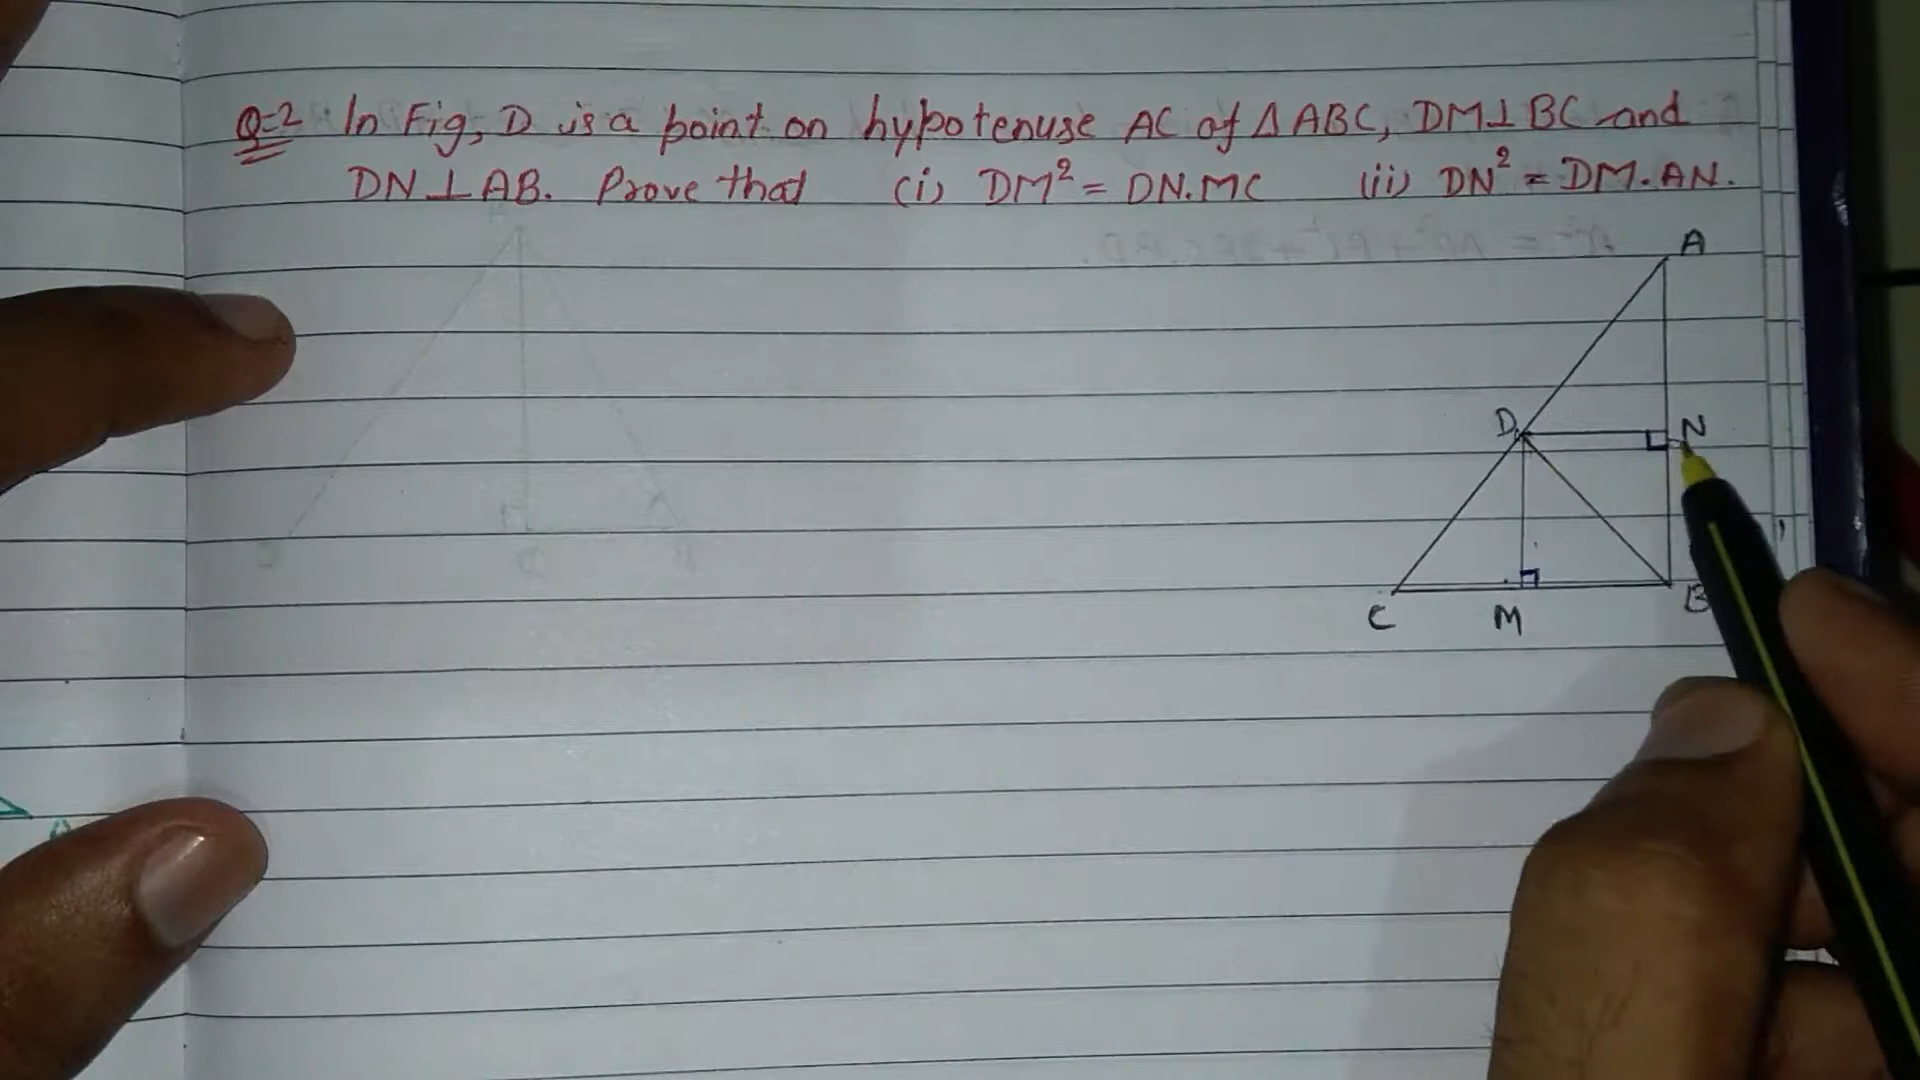 Q-2 In Fig, D is a point on hypotenuse AC of ΔABC, DM⊥BC and
DN⊥AB. Prove that (i) DM² = DN.MC (ii) DN² = DM.AN.
A
D
N
C
M
B